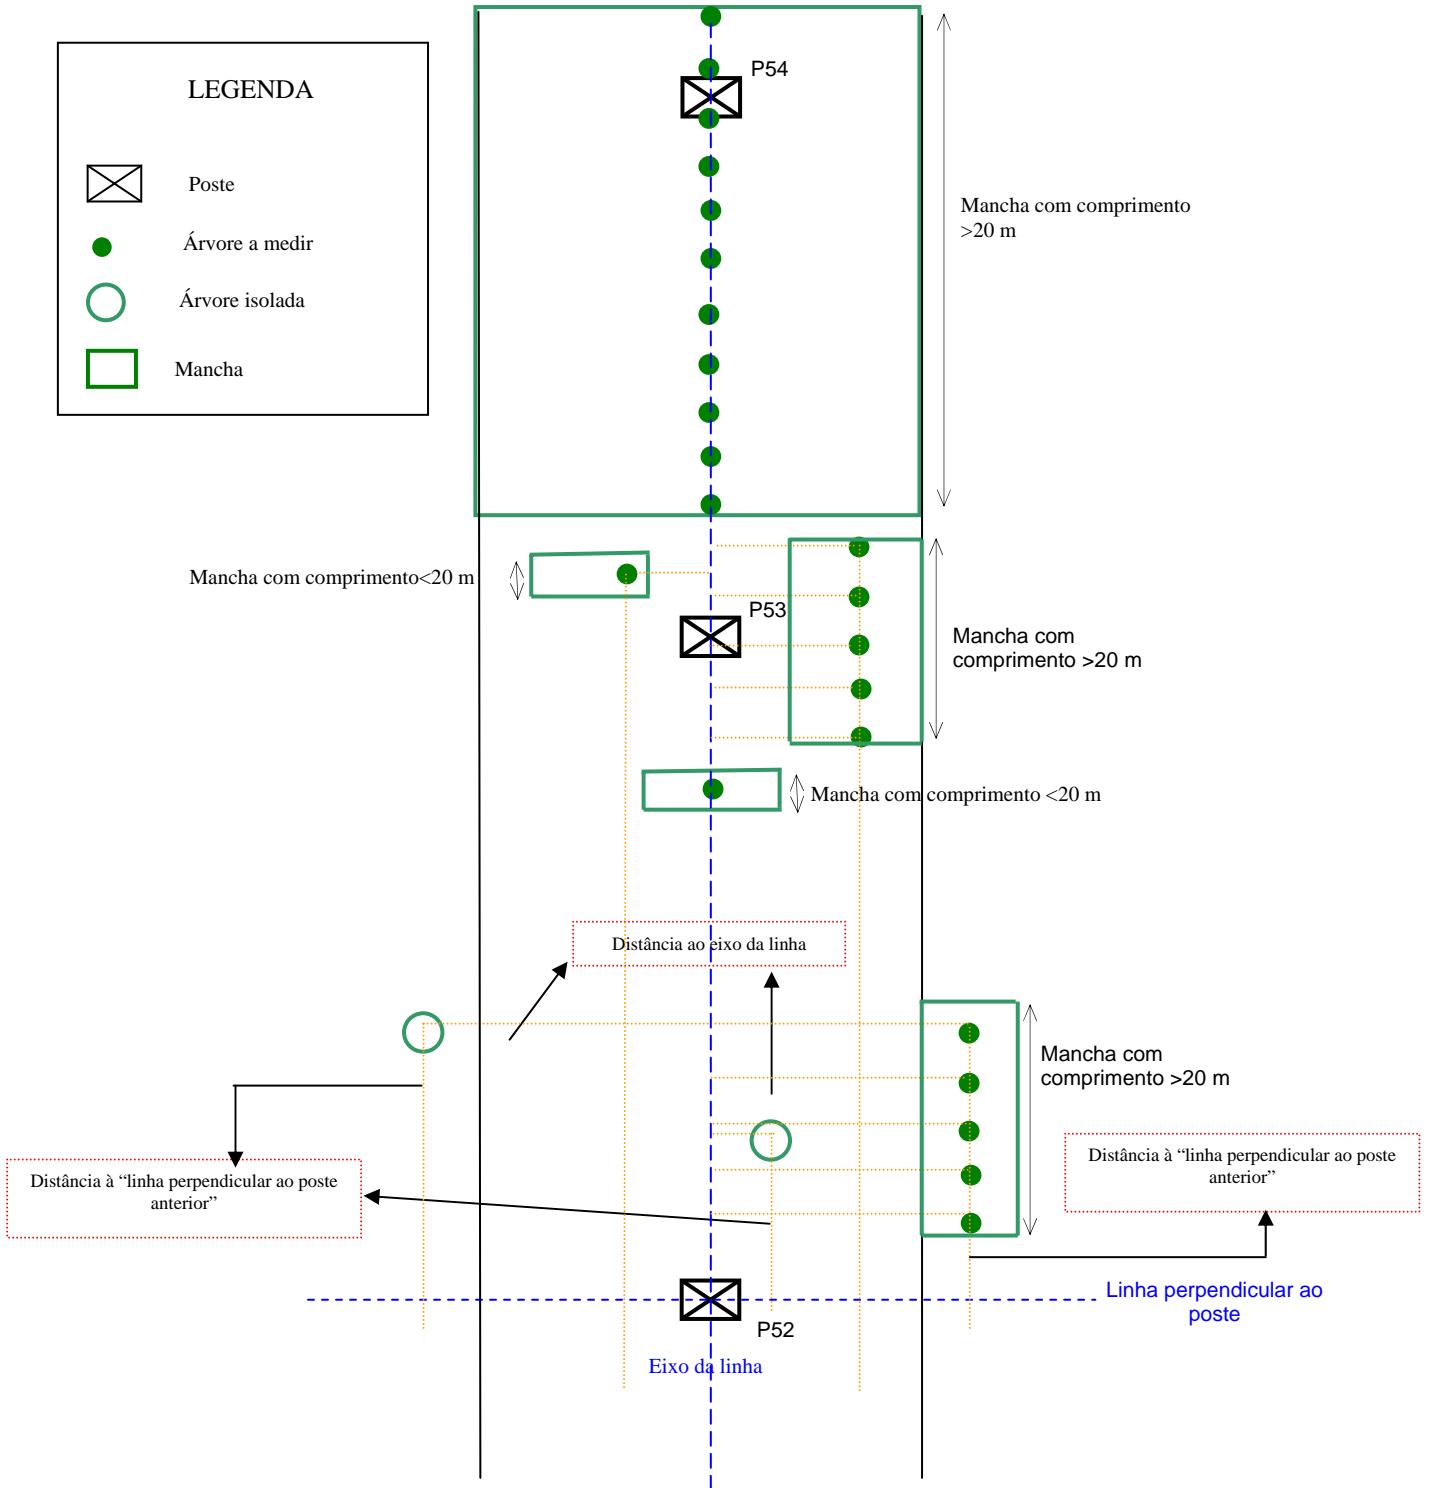 LEGENDA
Poste
Árvore a medir
Árvore isolada
Mancha
P54
Mancha com comprimento
>20 m
Mancha com comprimento<20 m
P53
Mancha com
comprimento >20 m
Mancha com comprimento <20 m
Distância ao eixo da linha
Mancha com
comprimento >20 m
Distância à “linha perpendicular ao poste
anterior”
Distância à “linha perpendicular ao poste
anterior”
Linha perpendicular ao
poste
P52
Eixo da linha